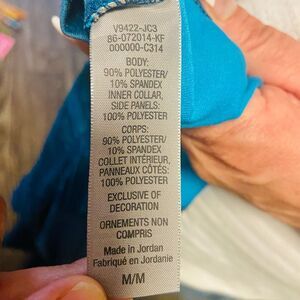 V9422-JC3
86-072014-KF
000000-C314
BODY:
90% POLYESTER/
10% SPANDEX
INNER COLLAR,
SIDE PANELS:
100% POLYESTER
CORPS:
90% POLYESTER/
10% SPANDEX
COLLET INTÉRIEUR,
PANNEAUX CÔTÉS:
100% POLYESTER
EXCLUSIVE OF
DECORATION
ORNEMENTS NON
COMPRIS
Made in Jordan
Fabriqué en Jordanie
M/M